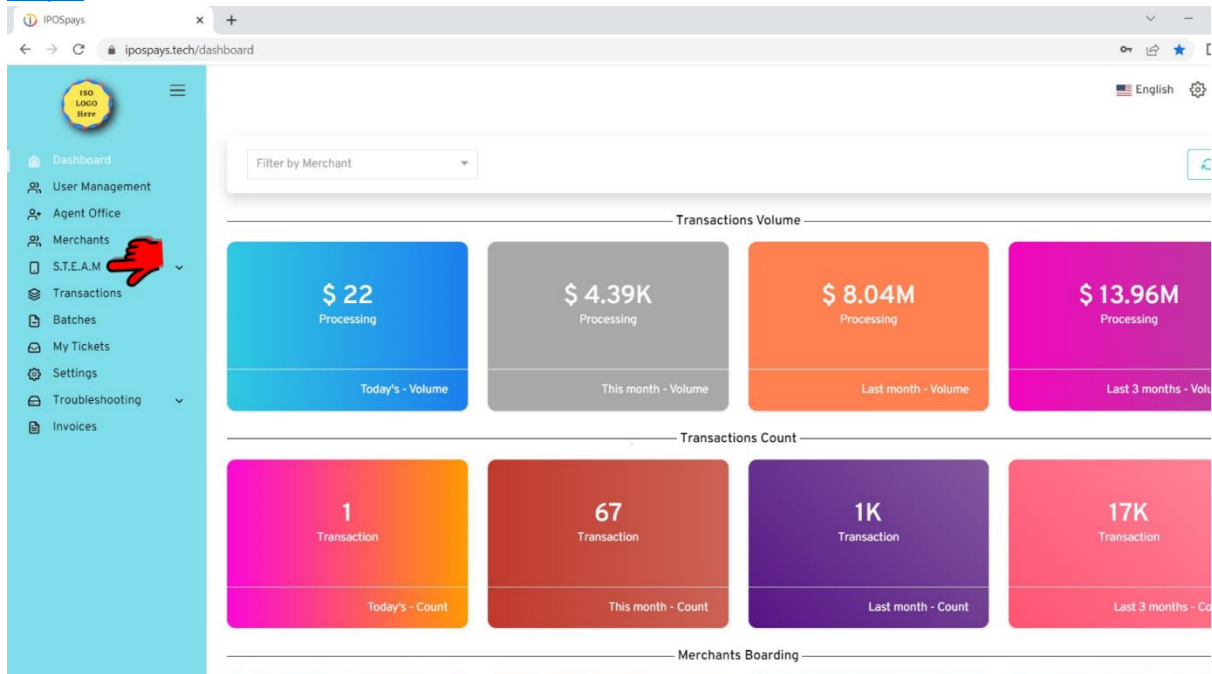 IPOSpays
ipospays.tech/dashboard
ISO
LOGO
Here
English
Dashboard
User Management
Agent Office
Merchants
S.T.E.A.M
Transactions
Batches
My Tickets
Settings
Troubleshooting
Invoices
Filter by Merchant
Transactions Volume
$ 22
Processing
Today's - Volume
$ 4.39K
Processing
This month - Volume
$ 8.04M
Processing
Last month - Volume
$ 13.96M
Processing
Last 3 months - Volu
Transactions Count
1
Transaction
Today's - Count
67
Transaction
This month - Count
1K
Transaction
Last month - Count
17K
Transaction
Last 3 months - Co
Merchants Boarding